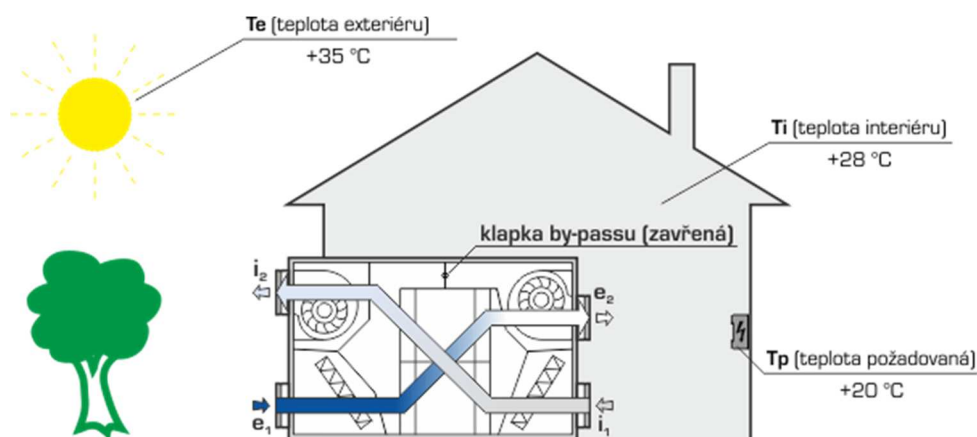 Te (teplota exteriéru)
+35 °C
Ti (teplota interiéru)
+28 °C
klapka by-passu (zavřená)
i₂
e₂
Tp (teplota požadovaná)
+20 °C
e₁
i₁